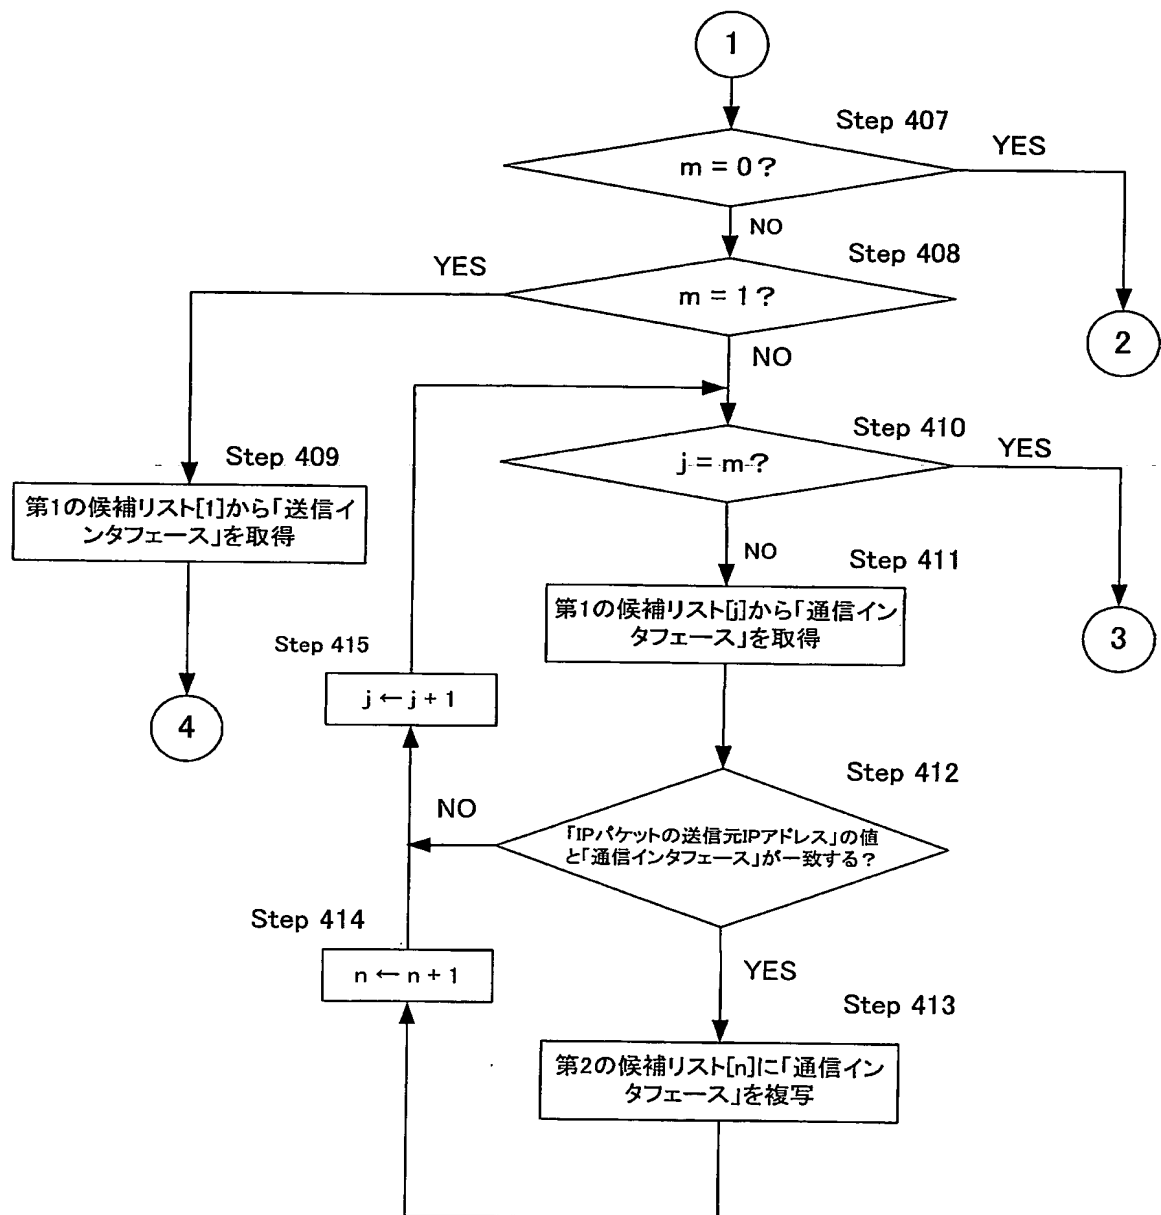 1
Step 407
m = 0?
YES
NO
Step 408
YES
m = 1?
2
NO
Step 410
j = m?
YES
Step 409
第1の候補リスト[1]から「送信イ
ンタフェース」を取得
NO
Step 411
第1の候補リスト[j]から「通信イン
タフェース」を取得
3
Step 415
j ← j + 1
4
Step 412
NO
「IPパケットの送信元IPアドレス」の値
と「通信インタフェース」が一致する?
Step 414
n ← n + 1
YES
Step 413
第2の候補リスト[n]に「通信イン
タフェース」を複写